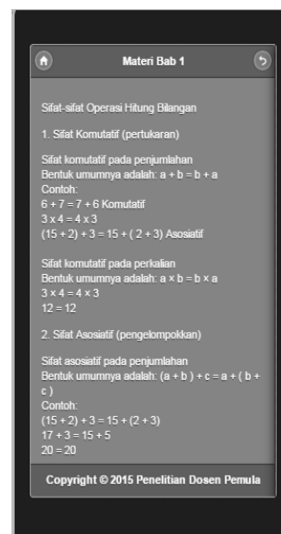 Materi Bab 1
Sifat-sifat Operasi Hitung Bilangan
1. Sifat Komutatif (pertukaran)
Sifat komutatif pada penjumlahan
Bentuk umumnya adalah: a + b = b + a
Contoh:
6 + 7 = 7 + 6 Komutatif
3 x 4 = 4 x 3
(15 + 2) + 3 = 15 + ( 2 + 3) Asosiatif
Sifat komutatif pada perkalian
Bentuk umumnya adalah: a × b = b × a
3 × 4 = 4 × 3
12 = 12
2. Sifat Asosiatif (pengelompokkan)
Sifat asosiatif pada penjumlahan
Bentuk umumnya adalah: (a + b ) + c = a + ( b +
c )
Contoh:
(15 + 2) + 3 = 15 + (2 + 3)
17 + 3 = 15 + 5
20 = 20
Copyright © 2015 Penelitian Dosen Pemula